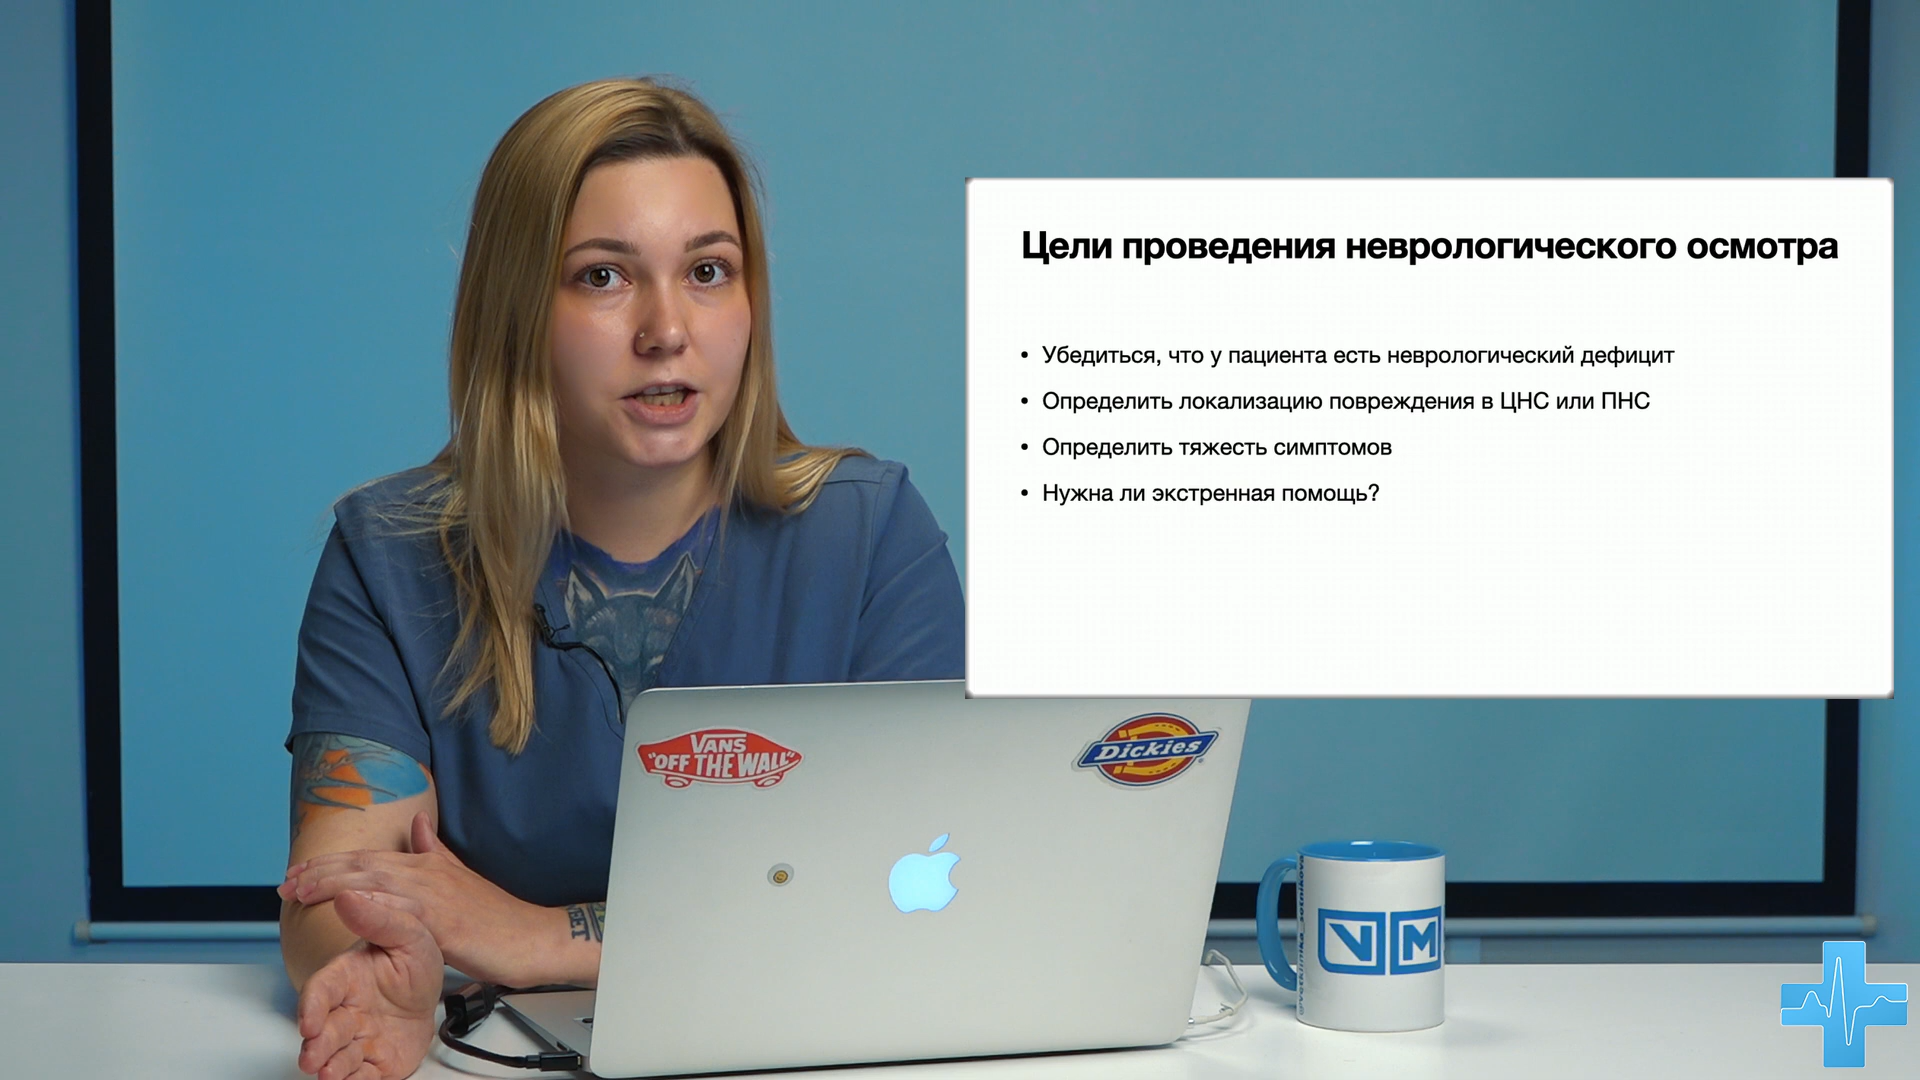 Цели проведения неврологического осмотра
• Убедиться, что у пациента есть неврологический дефицит
• Определить локализацию повреждения в ЦНС или ПНС
• Определить тяжесть симптомов
• Нужна ли экстренная помощь?
VANS
"OFF THE WALL"
Dickies
VM